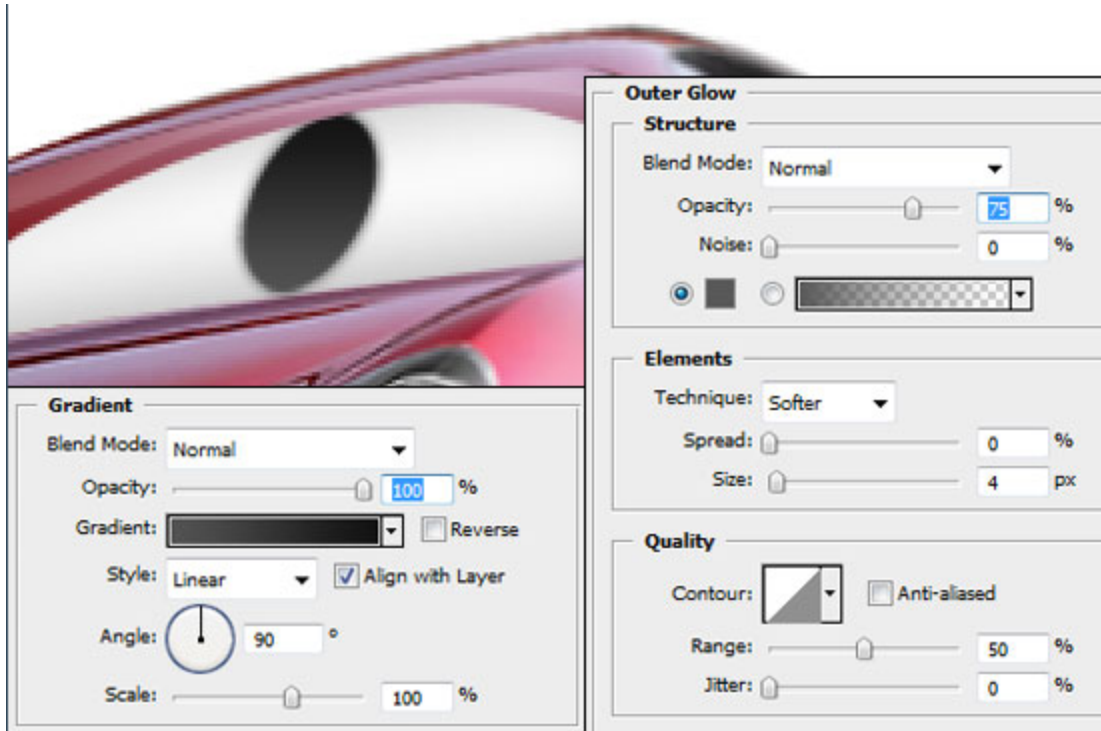 Outer Glow
Structure
Blend Mode: Normal
Opacity: 75 %
Noise: 0 %
Elements
Technique: Softer
Spread: 0 %
Size: 4 px
Quality
Contour: Anti-aliased
Range: 50 %
Jitter: 0 %
Gradient
Blend Mode: Normal
Opacity: 100 %
Gradient: Reverse
Style: Linear Align with Layer
Angle: 90 °
Scale: 100 %